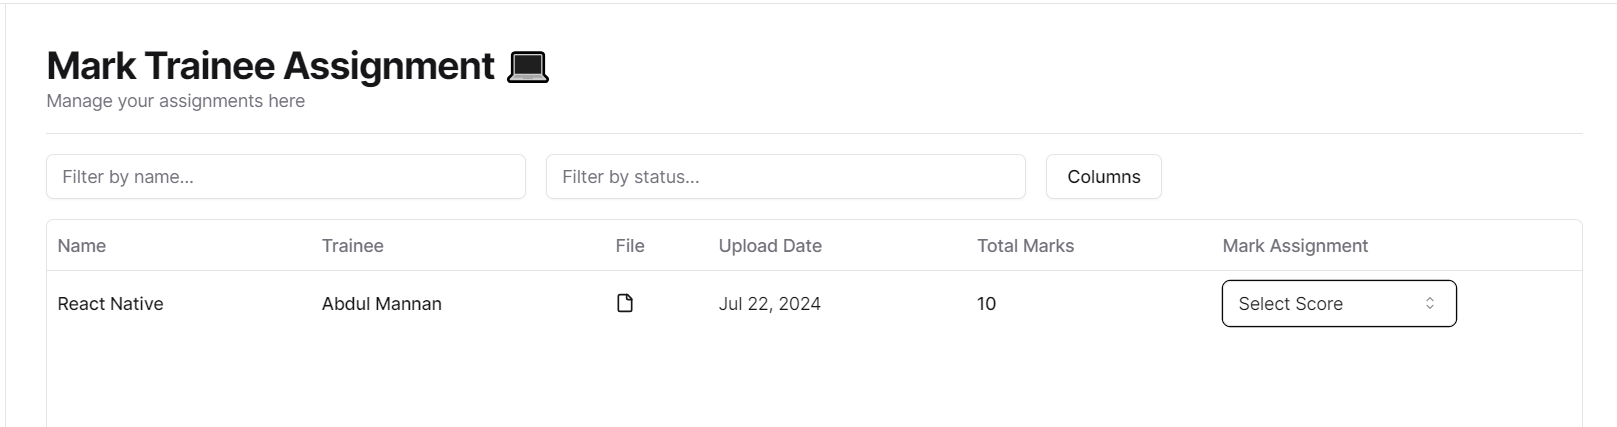 Mark Trainee Assignment 💻
Manage your assignments here
Filter by name...
Filter by status...
Columns
Name Trainee File Upload Date Total Marks Mark Assignment
React Native Abdul Mannan Jul 22, 2024 10 Select Score